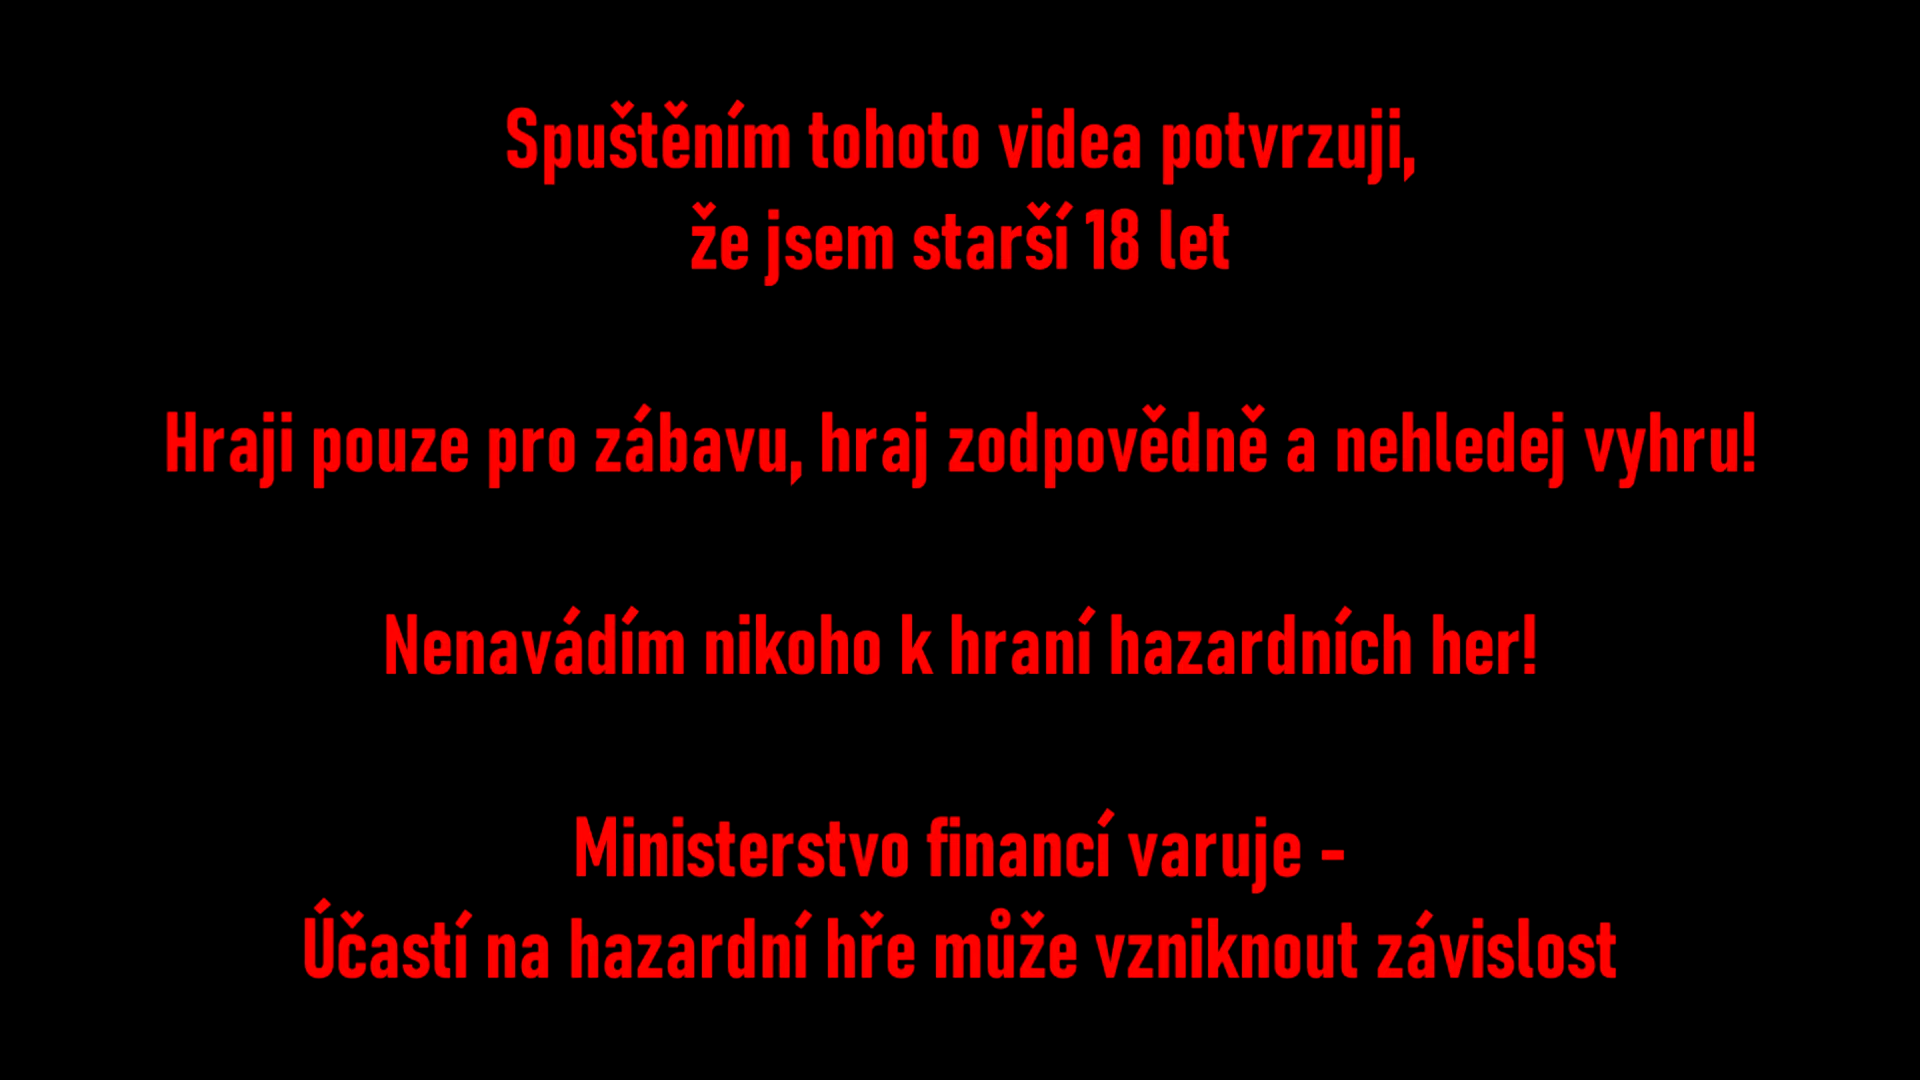 Spuštěním tohoto videa potvrzuji,
že jsem starší 18 let
Hraji pouze pro zábavu, hraj zodpovědně a nehledej vyhru!
Nenavádím nikoho k hraní hazardních her!
Ministerstvo financí varuje -
Účastí na hazardní hře může vzniknout závislost